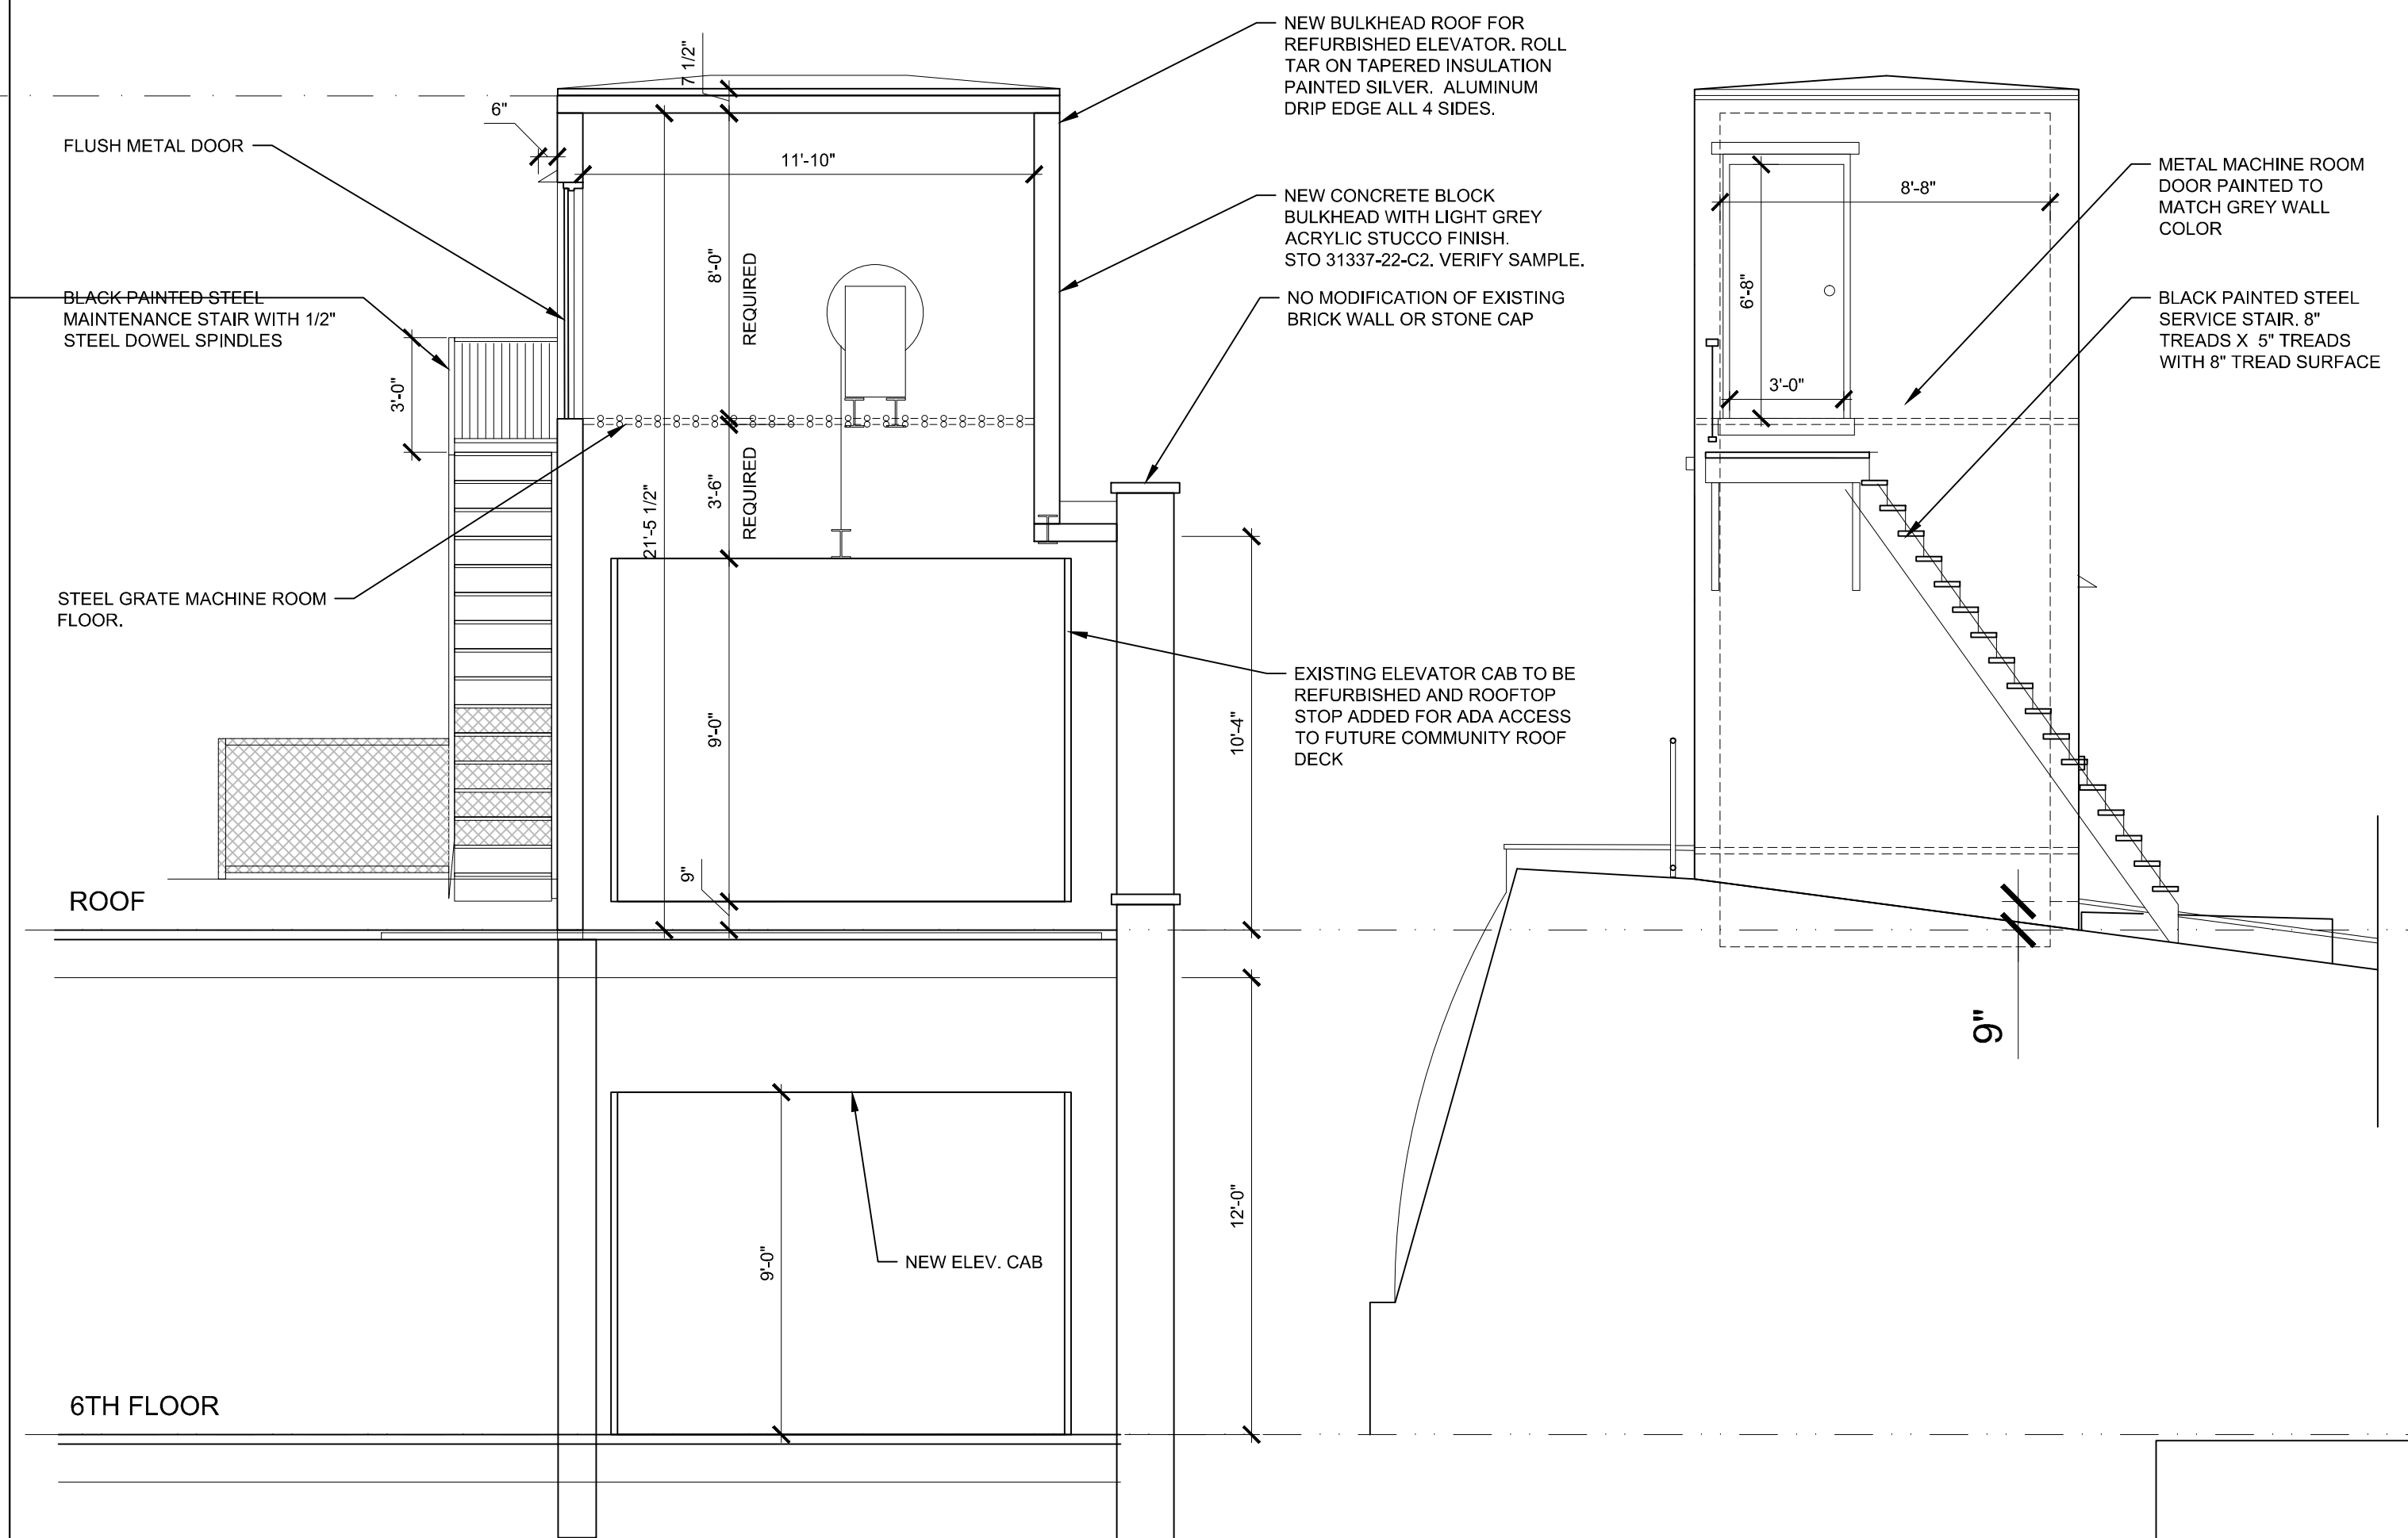 7 1/2"
6"
FLUSH METAL DOOR
11'-10"
8'-0"
REQUIRED
BLACK PAINTED STEEL
MAINTENANCE STAIR WITH 1/2"
STEEL DOWEL SPINDLES
3'-0"
3'-6"
REQUIRED
21'-5 1/2"
STEEL GRATE MACHINE ROOM
FLOOR.
9'-0"
9"
ROOF
9'-0"
NEW ELEV. CAB
6TH FLOOR
NEW BULKHEAD ROOF FOR
REFURBISHED ELEVATOR. ROLL
TAR ON TAPERED INSULATION
PAINTED SILVER. ALUMINUM
DRIP EDGE ALL 4 SIDES.
NEW CONCRETE BLOCK
BULKHEAD WITH LIGHT GREY
ACRYLIC STUCCO FINISH.
STO 31337-22-C2. VERIFY SAMPLE.
NO MODIFICATION OF EXISTING
BRICK WALL OR STONE CAP
EXISTING ELEVATOR CAB TO BE
REFURBISHED AND ROOFTOP
STOP ADDED FOR ADA ACCESS
TO FUTURE COMMUNITY ROOF
DECK
10'-4"
12'-0"
8'-8"
6'-8"
3'-0"
METAL MACHINE ROOM
DOOR PAINTED TO
MATCH GREY WALL
COLOR
BLACK PAINTED STEEL
SERVICE STAIR. 8"
TREADS X 5" TREADS
WITH 8" TREAD SURFACE
9"